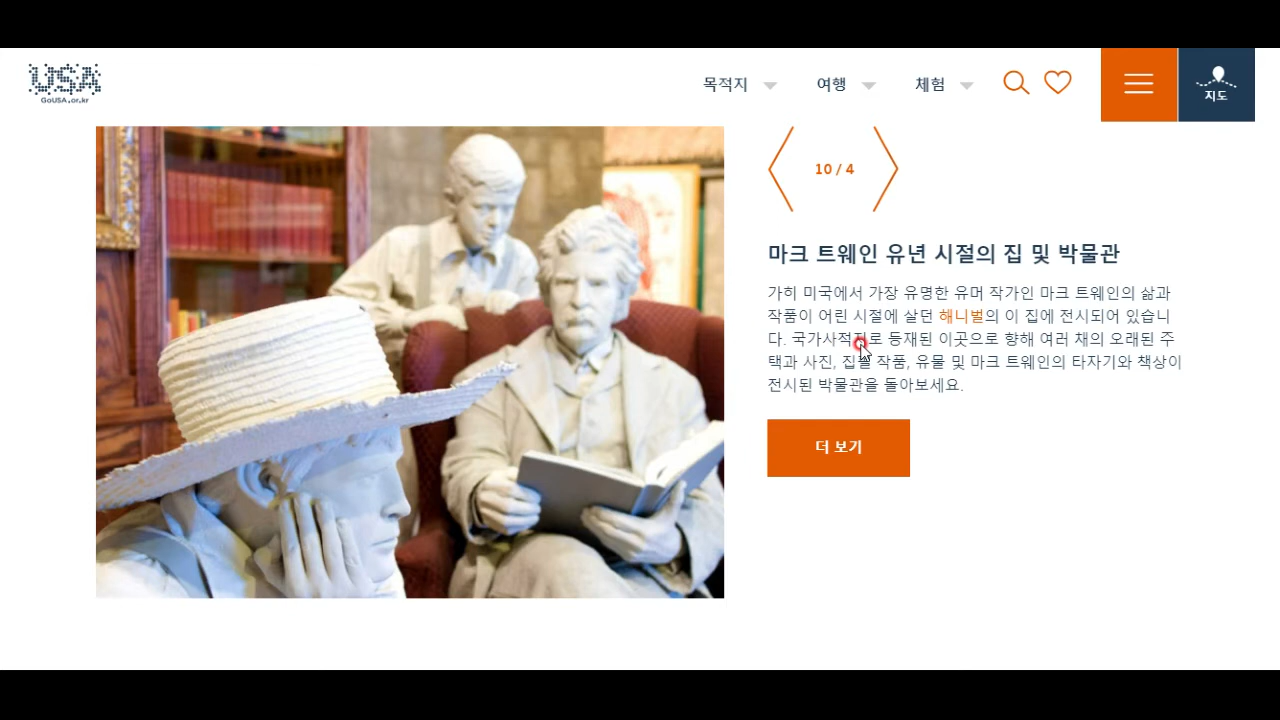 USA
GoUSA.or.kr
목적지
여행
체험
지도
10 / 4
마크 트웨인 유년 시절의 집 및 박물관
가히 미국에서 가장 유명한 유머 작가인 마크 트웨인의 삶과
작품이 어린 시절에 살던 해니벌의 이 집에 전시되어 있습니
다. 국가사적지로 등재된 이곳으로 향해 여러 채의 오래된 주
택과 사진, 집필 작품, 유물 및 마크 트웨인의 타자기와 책상이
전시된 박물관을 돌아보세요.
더 보기